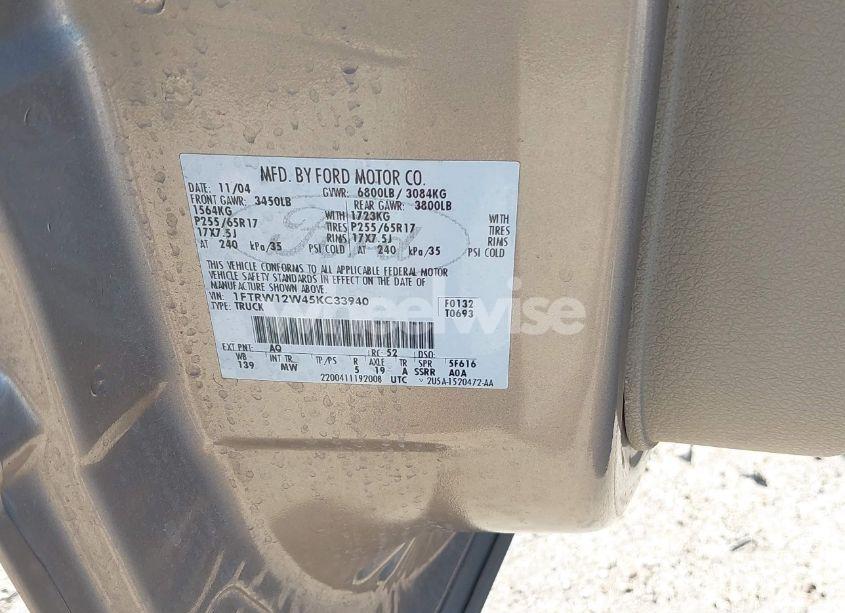 MFD. BY FORD MOTOR CO.
DATE: 11/04 GVWR: 6800LB / 3084KG
FRONT GAWR: 3450LB REAR GAWR: 3800LB
1564KG WITH 1723KG WITH
P255/65R17 TIRES P255/65R17 TIRES
17X7.5J RIMS 17X7.5J RIMS
AT 240 kPa/35 PSI COLD AT 240 kPa/35 PSI COLD
Ford
THIS VEHICLE CONFORMS TO ALL APPLICABLE FEDERAL MOTOR
VEHICLE SAFETY STANDARDS IN EFFECT ON THE DATE OF
MANUFACTURE SHOWN ABOVE.
VIN: 1FTRW12W45KC33940 F0132
TYPE: TRUCK T0693
wheelwise
EXT PNT: AQ RC: 52 DSO:
WB INT TR TP/PS R AXLE TR SPR 5F616
139 MW 5 19 A SSRR A0A
2200411192008 UTC 2U5A-1520472-AA